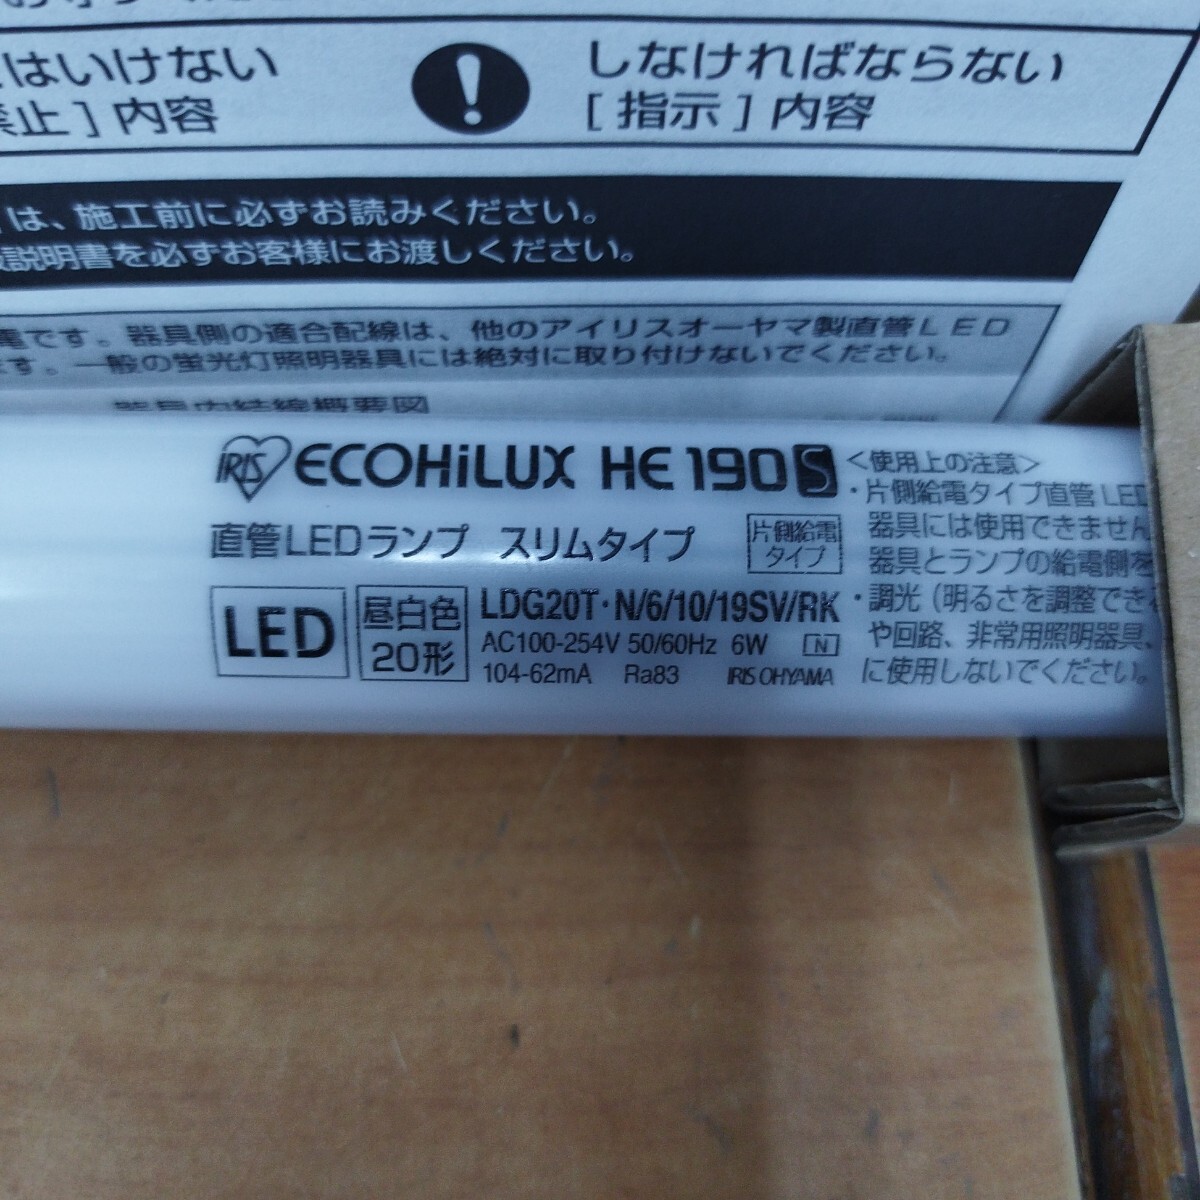 はいけない
止] 内容
しなければならない
[ 指示 ] 内容
は、施工前に必ずお読みください。
説明書を必ずお客様にお渡しください。
電です。器具側の適合配線は、他のアイリスオーヤマ製直管LED
ます。一般の蛍光灯照明器具には絶対に取り付けないでください。
器具内結線概要図
IRIS ECOHiLUX HE190S
直管LEDランプ スリムタイプ
片側給電
タイプ
LED
昼白色
20形
LDG20T・N/6/10/19SV/RK
AC100-254V 50/60Hz 6W N
104-62mA Ra83 IRIS OHYAMA
<使用上の注意>
・片側給電タイプ直管LED
器具には使用できません
器具とランプの給電側を
・調光(明るさを調整でき
や回路、非常用照明器具、
に使用しないでください。